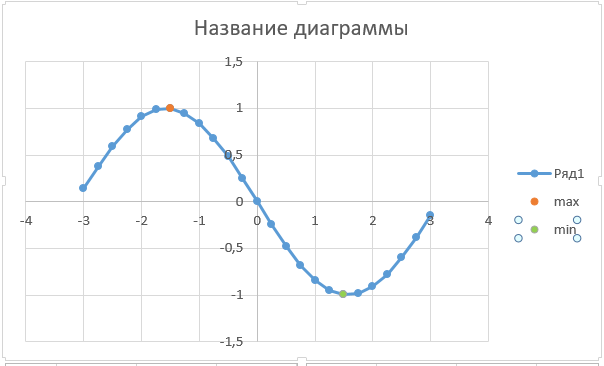 Название диаграммы
1,5
1
0,5
0
-0,5
-1
-1,5
-4 -3 -2 -1 0 1 2 3 4
Ряд1
max
min